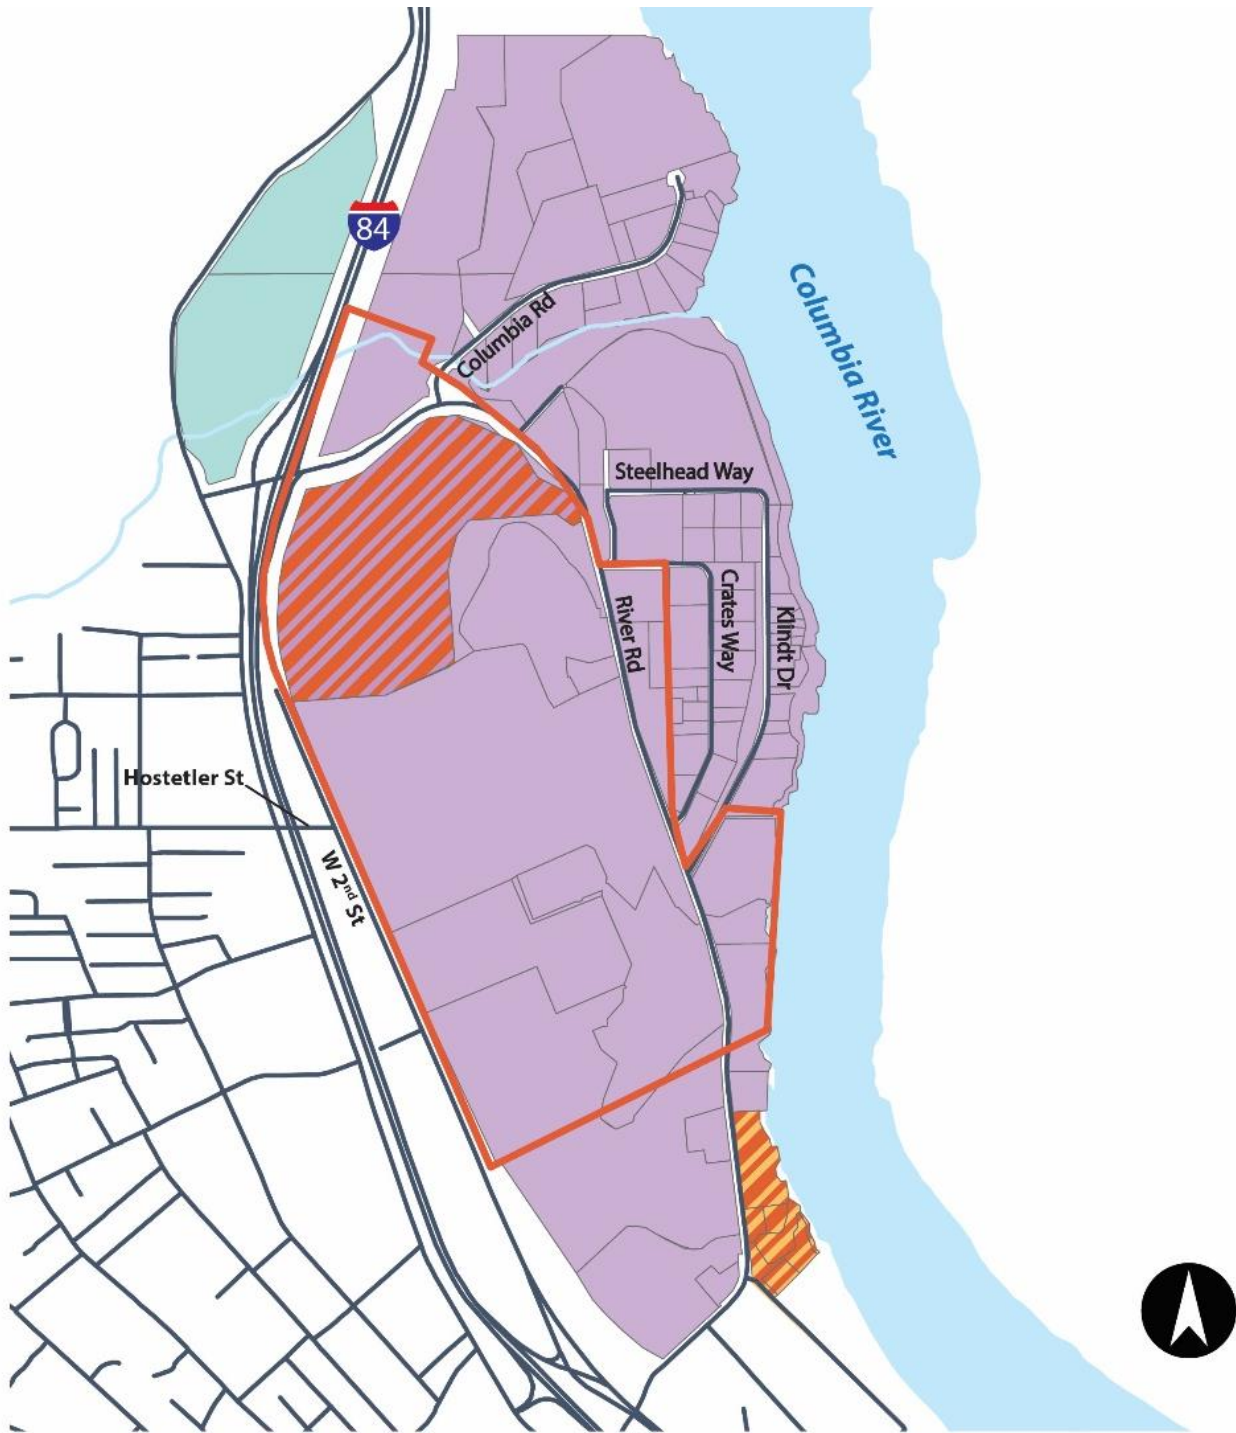 84
Columbia Rd
Columbia River
Steelhead Way
River Rd
Crates Way
Klindt Dr
Hostetler St
W 2nd St